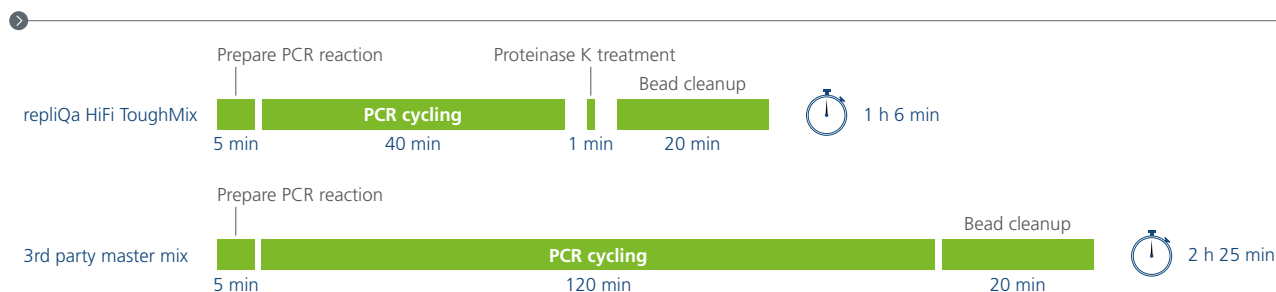 Prepare PCR reaction
Proteinase K treatment
Bead cleanup
repliQa HiFi ToughMix
PCR cycling
1 h 6 min
5 min
40 min
1 min
20 min
Prepare PCR reaction
Bead cleanup
3rd party master mix
PCR cycling
2 h 25 min
5 min
120 min
20 min